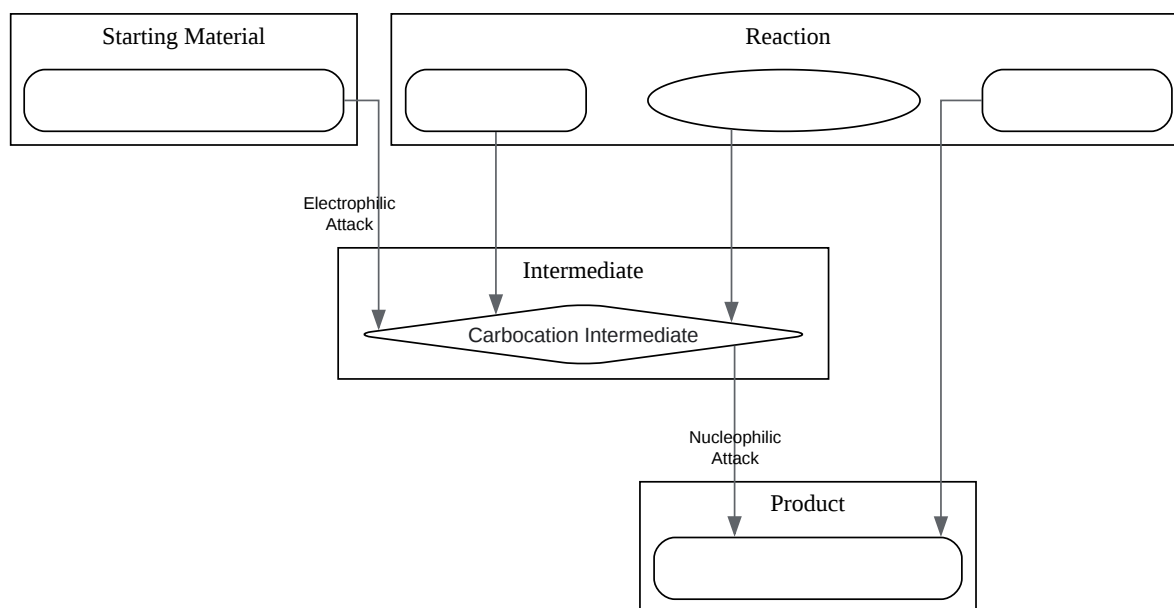 Starting Material
Reaction
Electrophilic
Attack
Intermediate
Carbocation Intermediate
Nucleophilic
Attack
Product